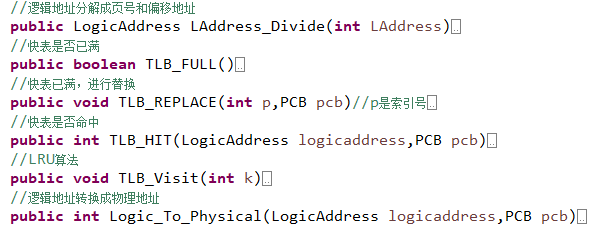 //逻辑地址分解成页号和偏移地址
public LogicAddress LAddress_Divide(int LAddress)
//快表是否已满
public boolean TLB_FULL()
//快表已满，进行替换
public void TLB_REPLACE(int p,PCB pcb)//p是索引号
//快表是否命中
public int TLB_HIT(LogicAddress logicaddress,PCB pcb)
//LRU算法
public void TLB_Visit(int k)
//逻辑地址转换成物理地址
public int Logic_To_Physical(LogicAddress logicaddress,PCB pcb)